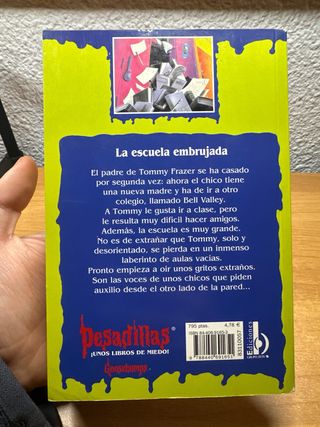 La escuela embrujada
El padre de Tommy Frazer se ha casado
por segunda vez: ahora el chico tiene
una nueva madre y ha de ir a otro
colegio, llamado Bell Valley.
A Tommy le gusta ir a clase, pero
le resulta muy difícil hacer amigos.
Además, la escuela es muy grande.
No es de extrañar que Tommy, solo y
desorientado, se pierda en un inmenso
laberinto de aulas vacías.
Pronto empieza a oír unos gritos extraños.
Son las voces de unos chicos que piden
auxilio desde el otro lado de la pared...
795 ptas. 4,78 €
9 788440 691651
83110057
Pesadillas
¡UNOS LIBROS DE MIEDO!
Goosebumps
Ediciones
b